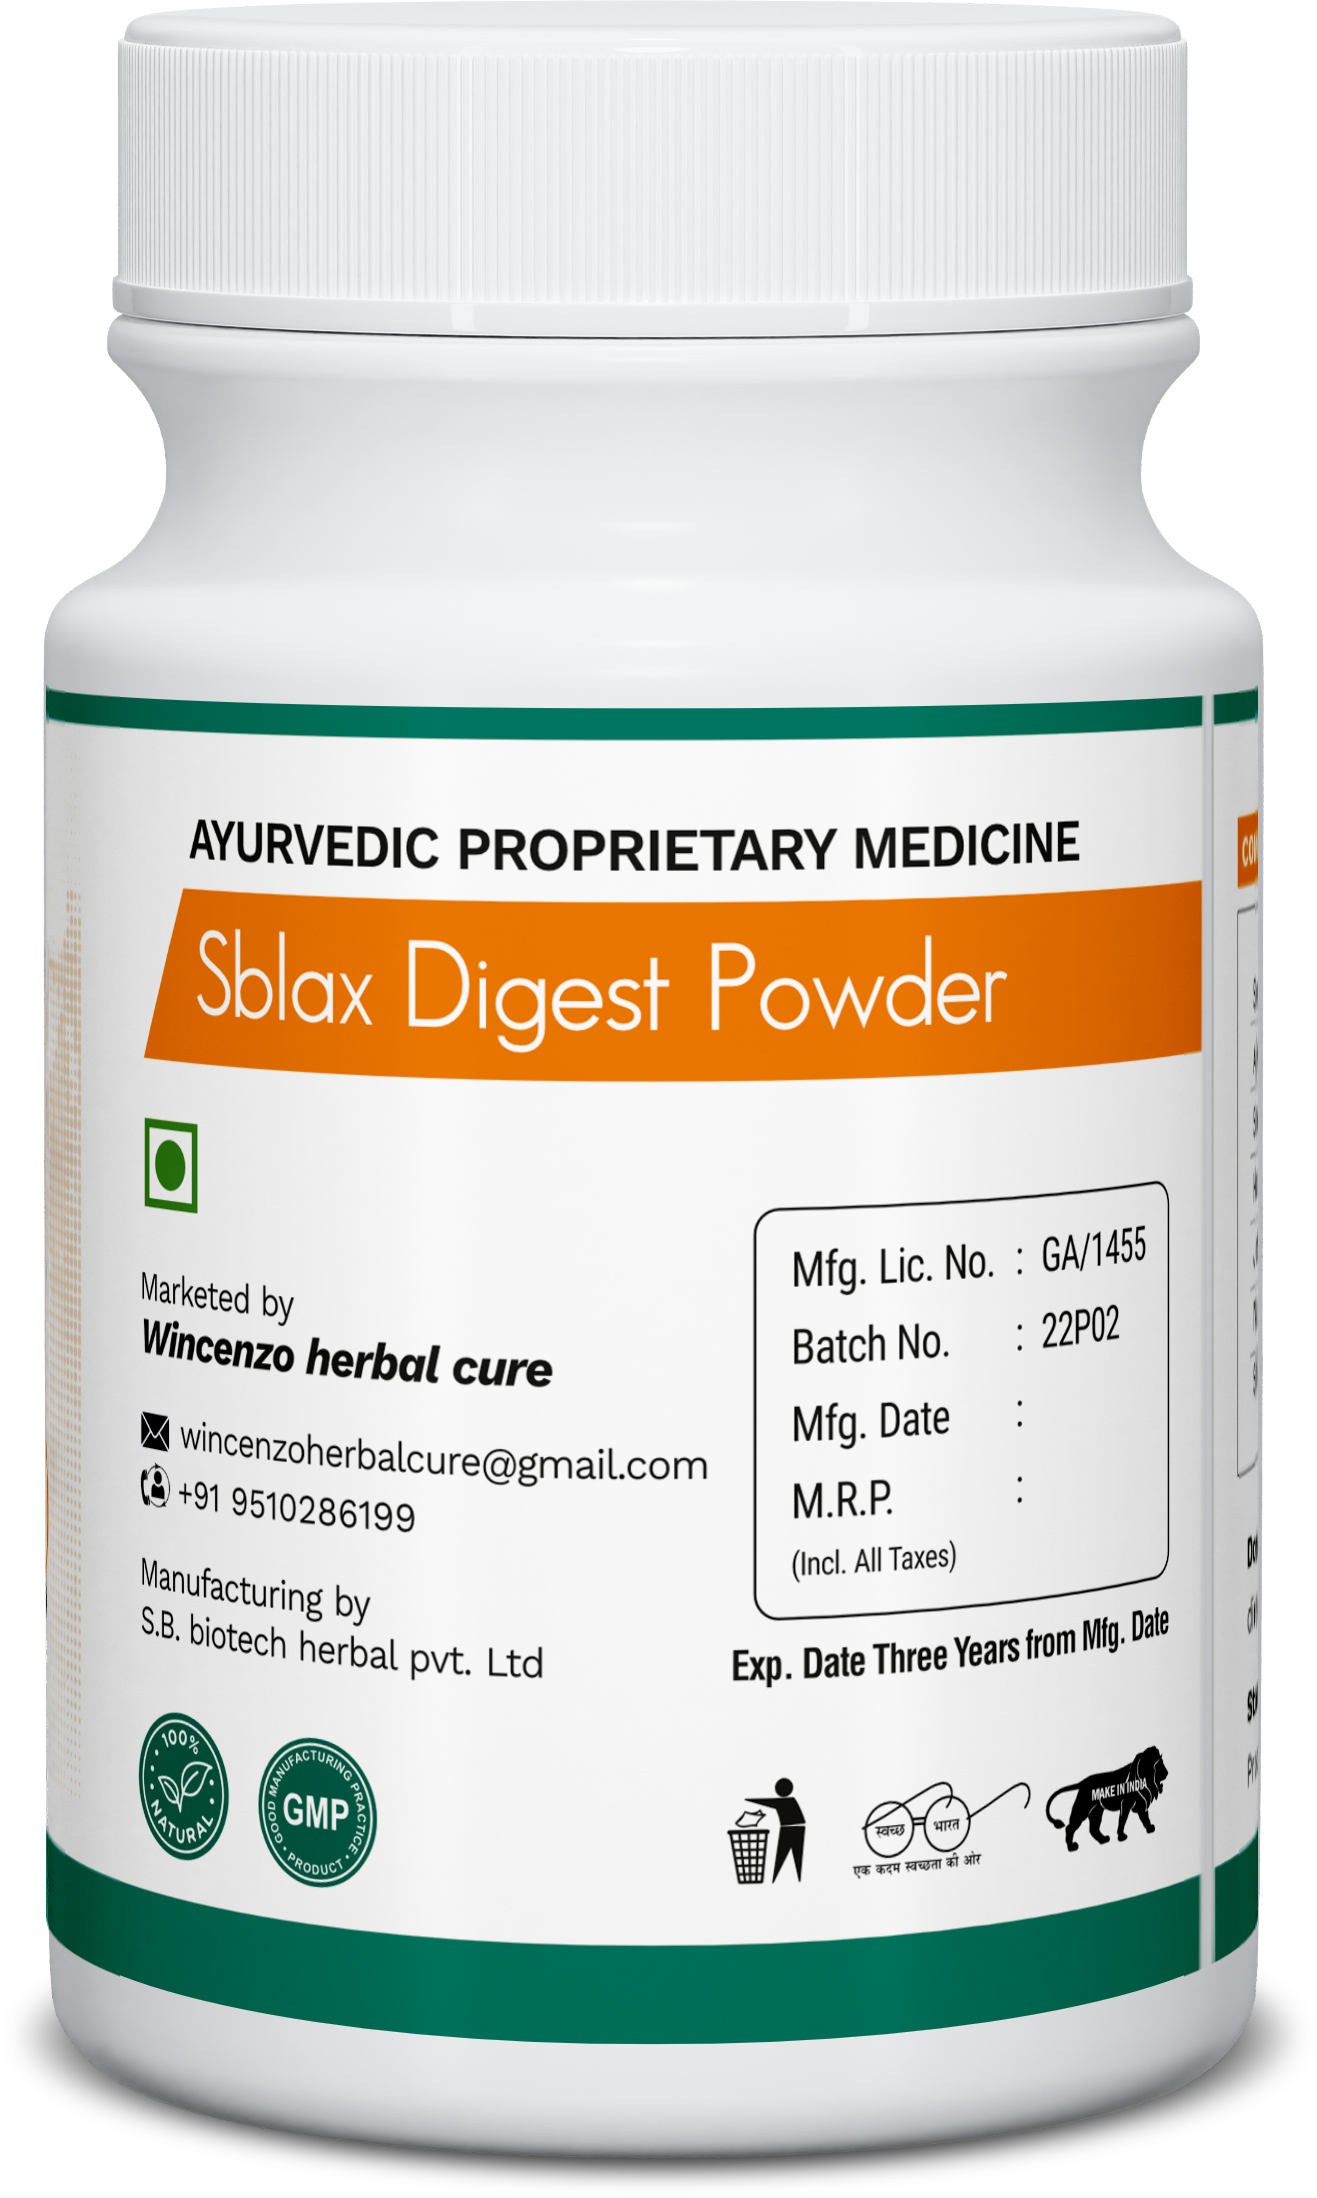 AYURVEDIC PROPRIETARY MEDICINE
Sblax Digest Powder
Marketed by
Wincenzo herbal cure
wincenzoherbalcure@gmail.com
+91 9510286199
Manufacturing by
S.B. biotech herbal pvt. Ltd
100%
NATURAL
GOOD MANUFACTURING PRACTICE
GMP
PRODUCT
Mfg. Lic. No. : GA/1455
Batch No. : 22P02
Mfg. Date :
M.R.P. :
(Incl. All Taxes)
Exp. Date Three Years from Mfg. Date
स्वच्छ भारत
एक कदम स्वच्छता की ओर
MAKE IN INDIA